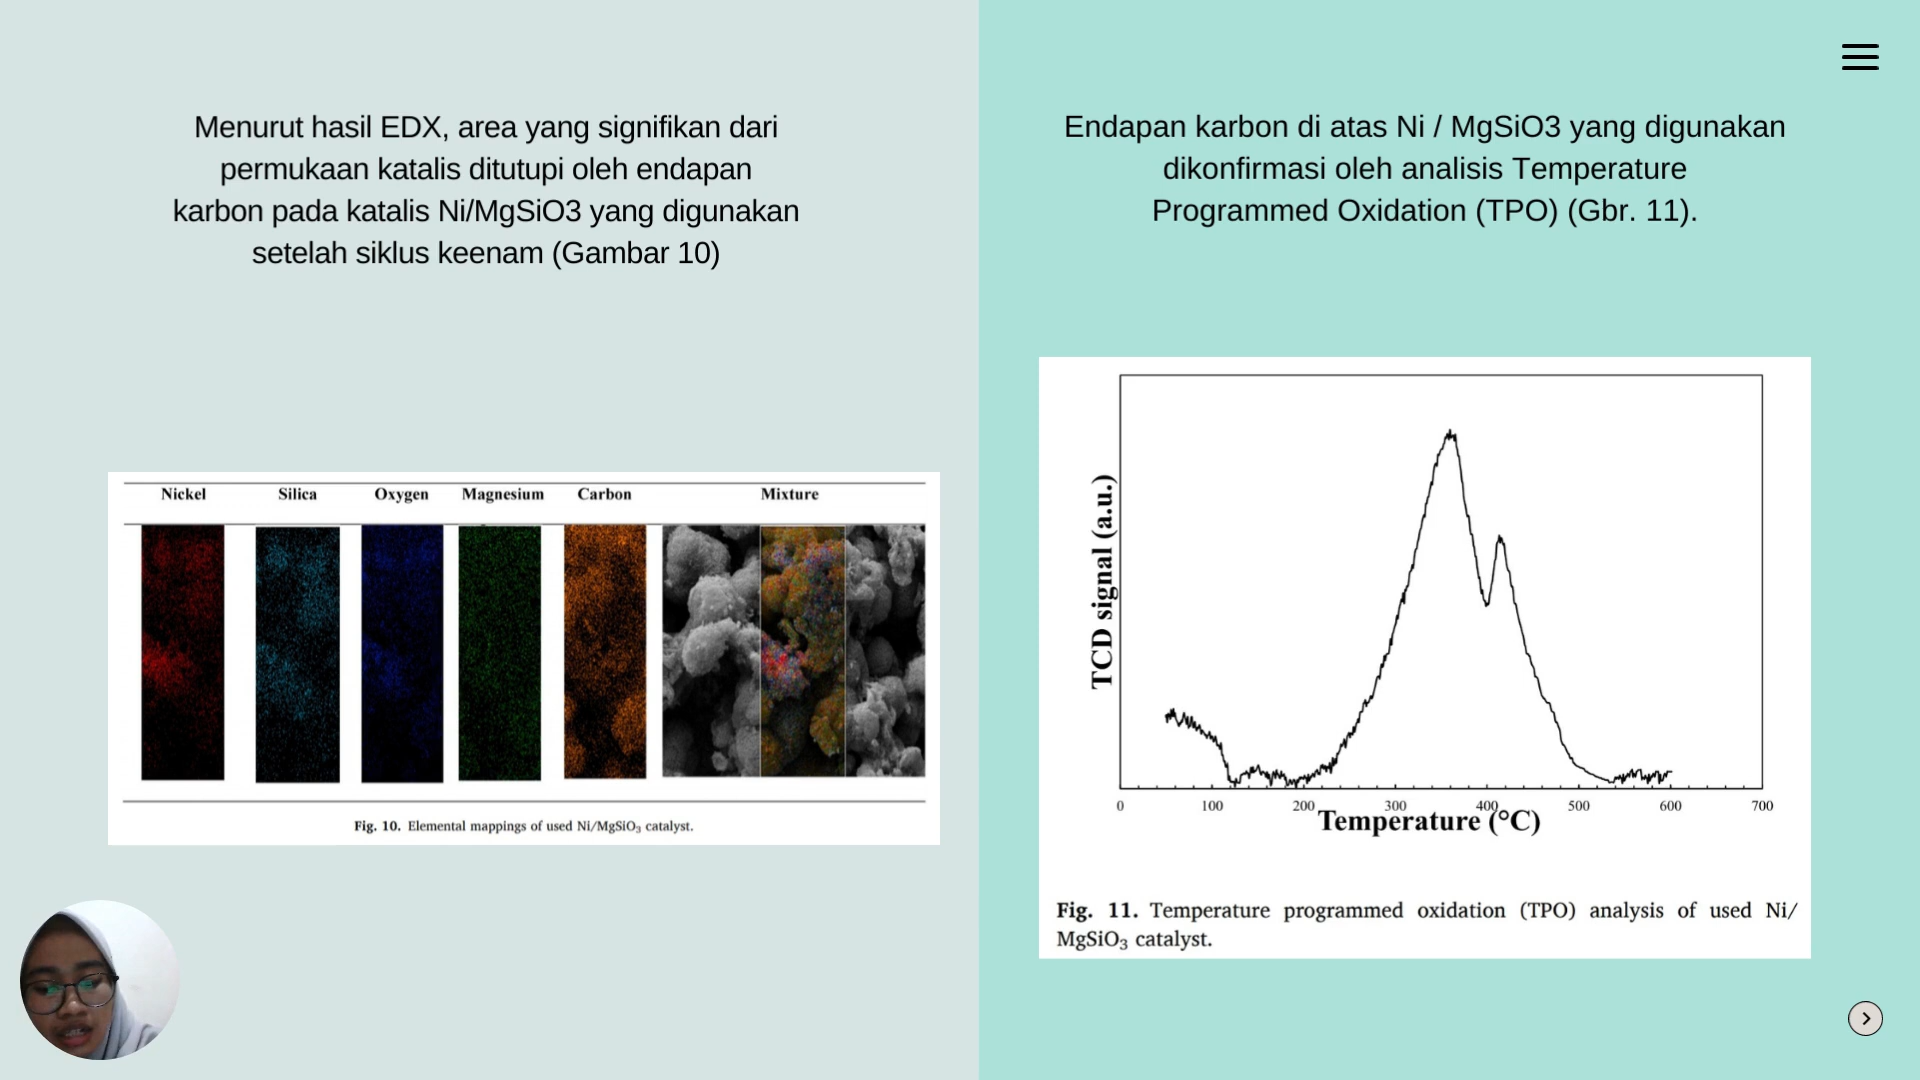 Menurut hasil EDX, area yang signifikan dari
permukaan katalis ditutupi oleh endapan
karbon pada katalis Ni/MgSiO3 yang digunakan
setelah siklus keenam (Gambar 10)
Nickel Silica Oxygen Magnesium Carbon Mixture
Fig. 10. Elemental mappings of used Ni/MgSiO₃ catalyst.
Endapan karbon di atas Ni / MgSiO3 yang digunakan
dikonfirmasi oleh analisis Temperature
Programmed Oxidation (TPO) (Gbr. 11).
TCD signal (a.u.)
0 100 200 300 400 500 600 700
Temperature (°C)
Fig. 11. Temperature programmed oxidation (TPO) analysis of used Ni/
MgSiO₃ catalyst.